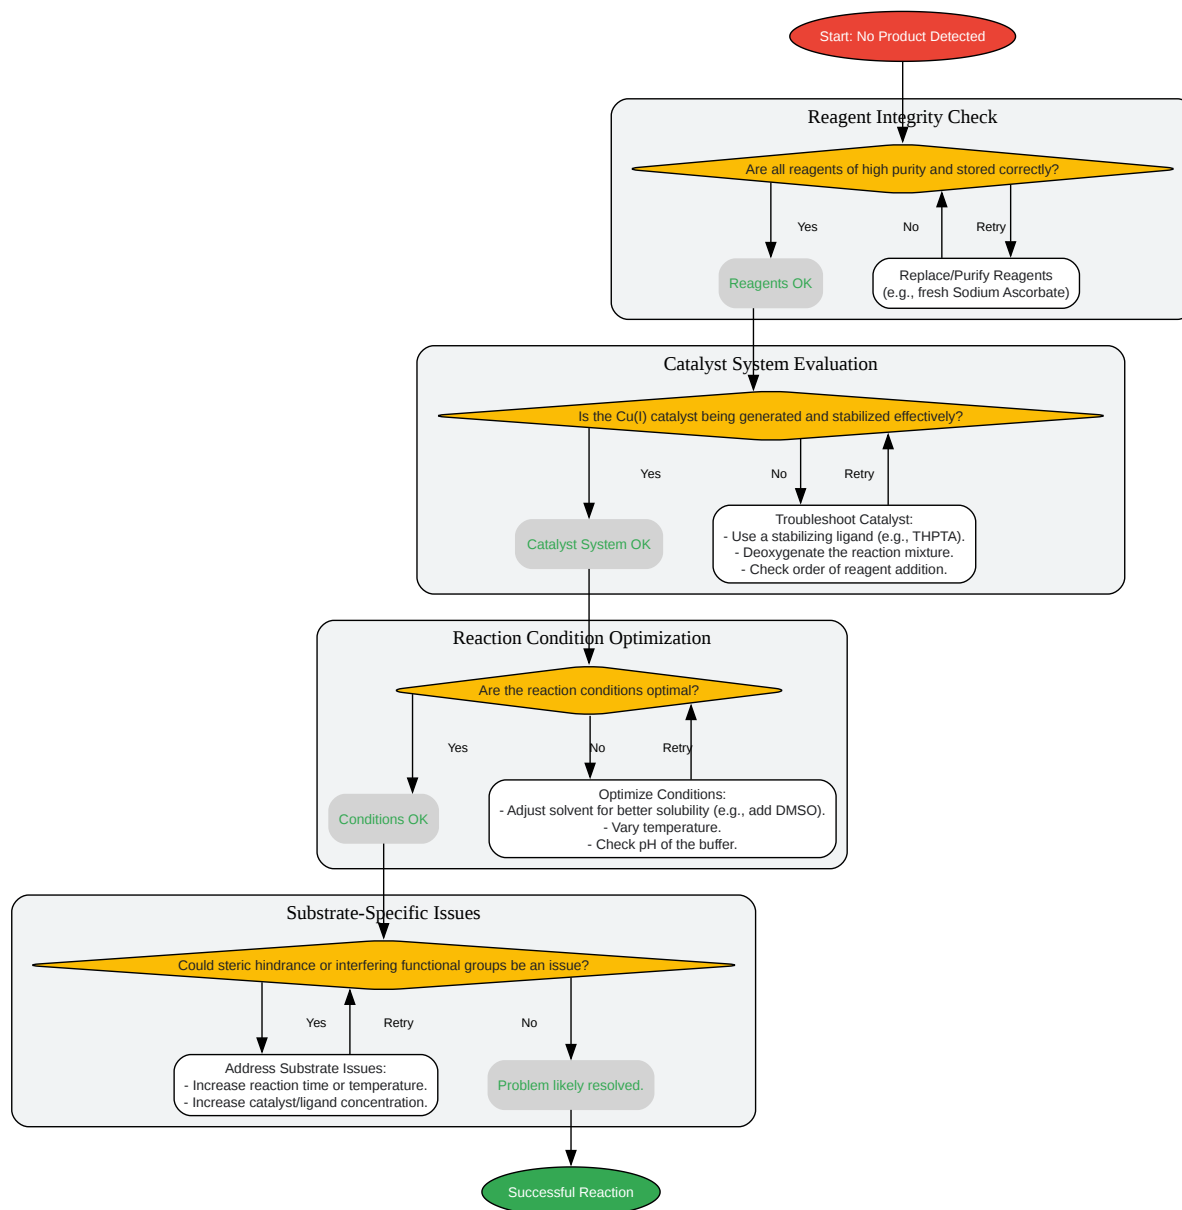 Start: No Product Detected
Reagent Integrity Check
Are all reagents of high purity and stored correctly?
Yes
No
Retry
Reagents OK
Replace/Purify Reagents
(e.g., fresh Sodium Ascorbate)
Catalyst System Evaluation
Is the Cu(I) catalyst being generated and stabilized effectively?
Yes
No
Retry
Catalyst System OK
Troubleshoot Catalyst:
- Use a stabilizing ligand (e.g., THPTA).
- Deoxygenate the reaction mixture.
- Check order of reagent addition.
Reaction Condition Optimization
Are the reaction conditions optimal?
Yes
No
Retry
Conditions OK
Optimize Conditions:
- Adjust solvent for better solubility (e.g., add DMSO).
- Vary temperature.
- Check pH of the buffer.
Substrate-Specific Issues
Could steric hindrance or interfering functional groups be an issue?
Yes
Retry
No
Address Substrate Issues:
- Increase reaction time or temperature.
- Increase catalyst/ligand concentration.
Problem likely resolved.
Successful Reaction